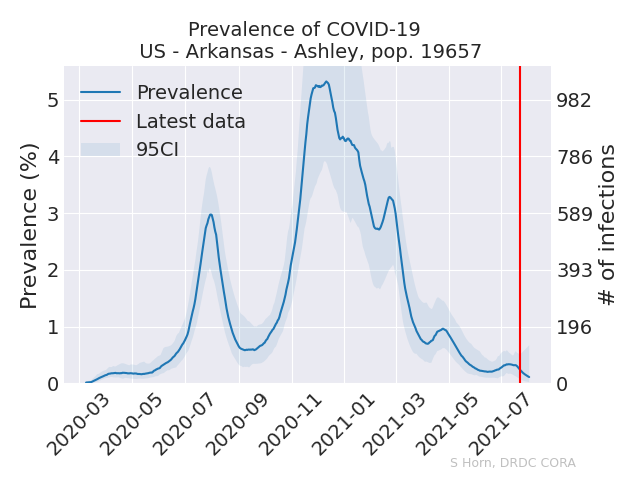 Prevalence of COVID-19
US - Arkansas - Ashley, pop. 19657
Prevalence
Latest data
95CI
Prevalence (%)
5
4
3
2
1
0
982
786
589
393
196
0
# of infections
2020-03
2020-05
2020-07
2020-09
2020-11
2021-01
2021-03
2021-05
2021-07
S Horn, DRDC CORA